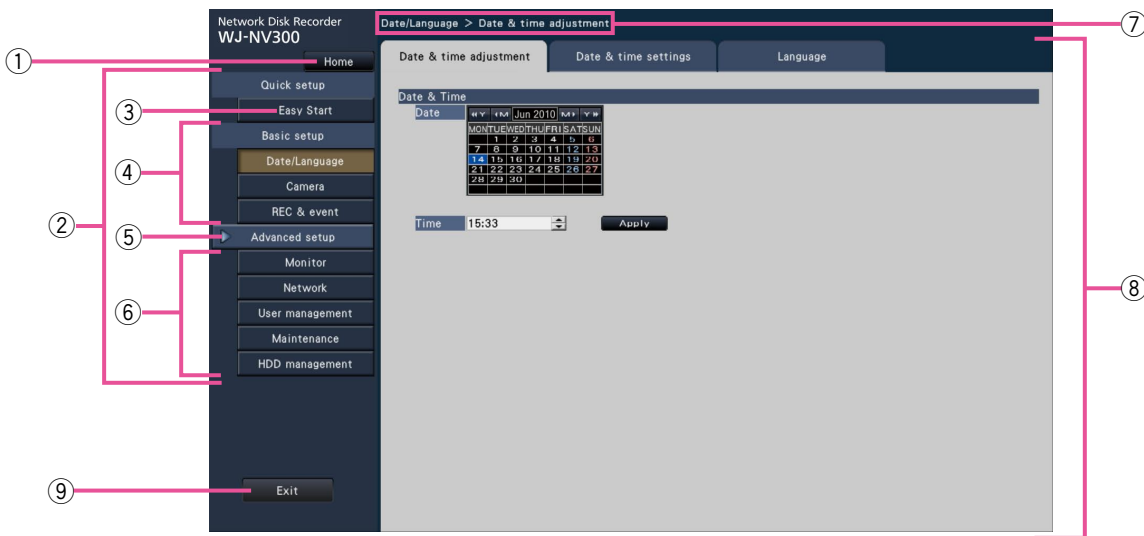 Network Disk Recorder
WJ-NV300
Date/Language > Date & time adjustment
⑦
①
Home
Date & time adjustment
Date & time settings
Language
②
Quick setup
③
Easy Start
Basic setup
④
Date/Language
Camera
REC & event
⑤
Advanced setup
⑥
Monitor
Network
User management
Maintenance
HDD management
Date & Time
Date
«Y ‹M Jun 2010 M› Y»
MON TUE WED THU FRI SAT SUN
1 2 3 4 5 6
7 8 9 10 11 12 13
14 15 16 17 18 19 20
21 22 23 24 25 26 27
28 29 30
Time 15:33 Apply
⑧
⑨
Exit